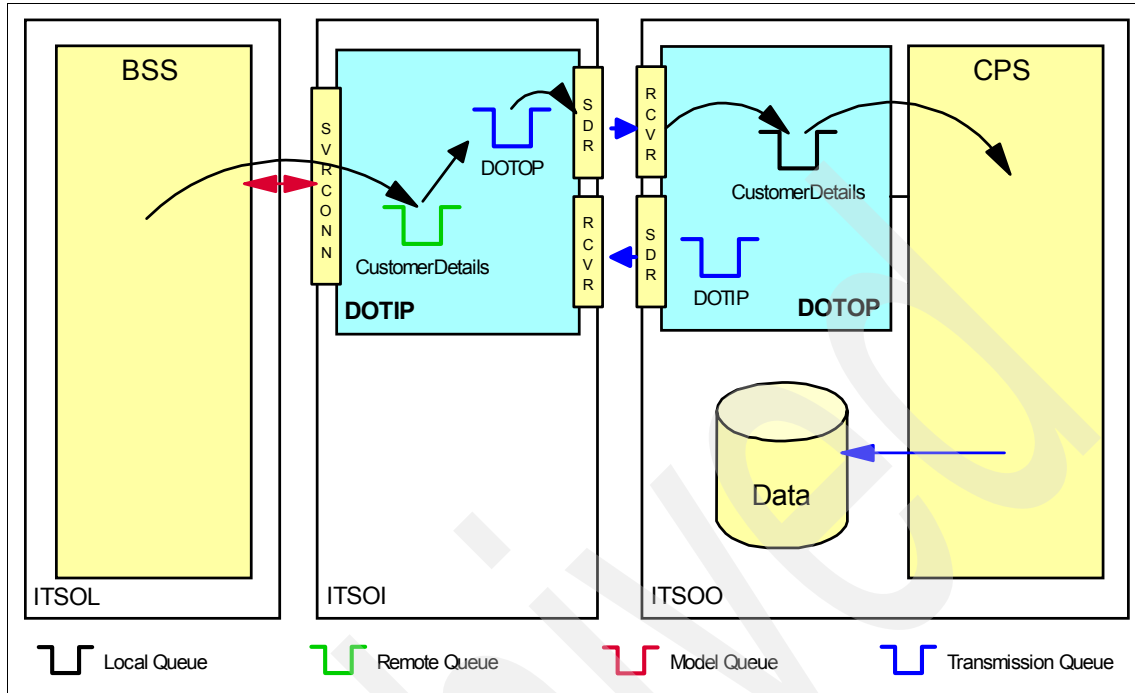 BSS
SVRCONN
CustomerDetails
DOTOP
DOTIP
SDR
RCVR
RCVR
SDR
CustomerDetails
DOTIP
DOTOP
CPS
Data
ITSOL
ITSOI
ITSOO
Local Queue
Remote Queue
Model Queue
Transmission Queue